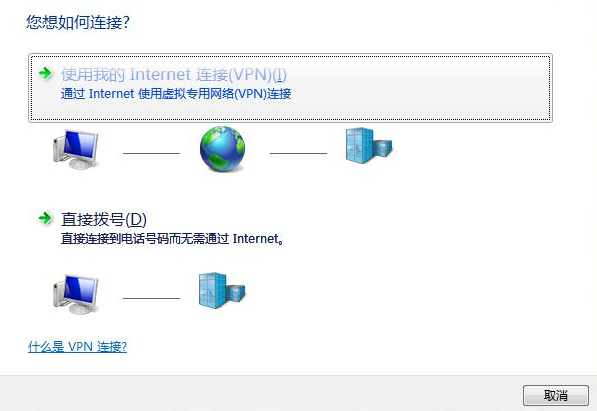 您想如何连接?
使用我的 Internet 连接(VPN)(I)
通过 Internet 使用虚拟专用网络(VPN)连接
直接拨号(D)
直接连接到电话号码而无需通过 Internet。
什么是 VPN 连接?
取消